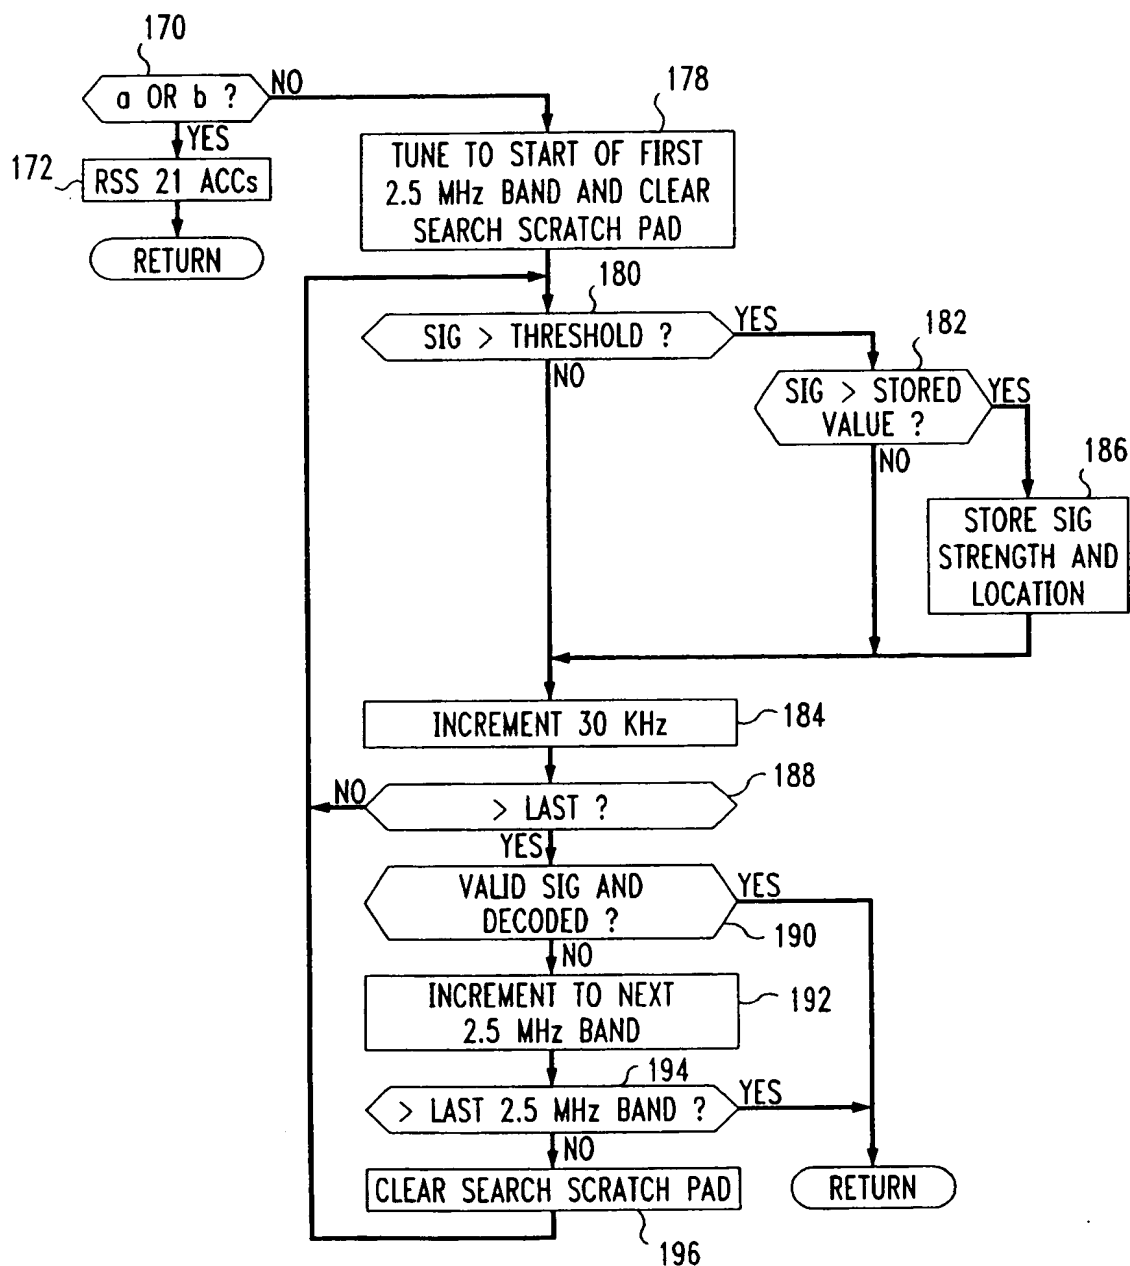 170
a OR b ?
NO
YES
172
RSS 21 ACCs
RETURN
178
TUNE TO START OF FIRST
2.5 MHz BAND AND CLEAR
SEARCH SCRATCH PAD
180
SIG > THRESHOLD ?
YES
NO
182
SIG > STORED
VALUE ?
YES
NO
186
STORE SIG
STRENGTH AND
LOCATION
INCREMENT 30 KHz
184
188
NO
> LAST ?
YES
VALID SIG AND
DECODED ?
YES
190
NO
INCREMENT TO NEXT
2.5 MHz BAND
192
194
> LAST 2.5 MHz BAND ?
YES
NO
CLEAR SEARCH SCRATCH PAD
196
RETURN